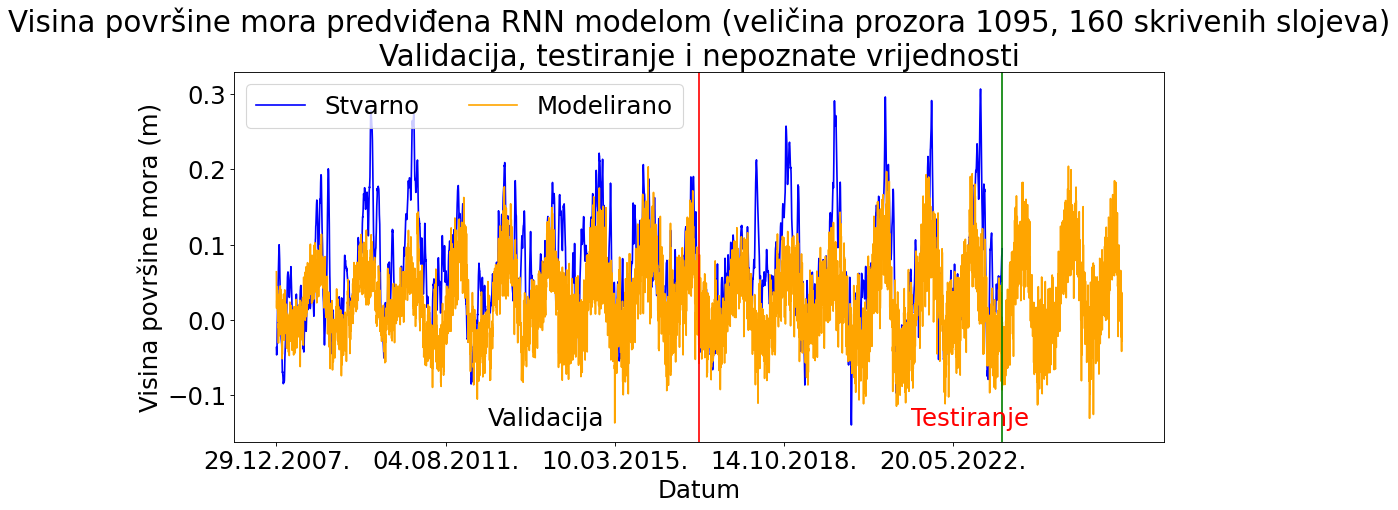 Visina površine mora predviđena RNN modelom (veličina prozora 1095, 160 skrivenih slojeva)
Validacija, testiranje i nepoznate vrijednosti
Stvarno
Modelirano
Visina površine mora (m)
0.3
0.2
0.1
0.0
−0.1
Validacija
Testiranje
29.12.2007.
04.08.2011.
10.03.2015.
14.10.2018.
20.05.2022.
Datum